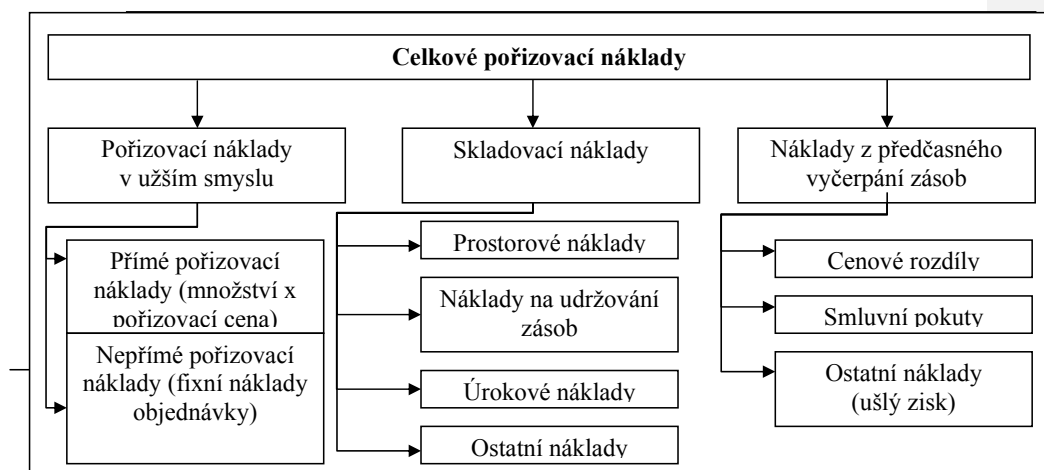 Celkové pořizovací náklady
Pořizovací náklady
v užším smyslu
Přímé pořizovací
náklady (množství x
pořizovací cena)
Nepřímé pořizovací
náklady (fixní náklady
objednávky)
Skladovací náklady
Prostorové náklady
Náklady na udržování
zásob
Úrokové náklady
Ostatní náklady
Náklady z předčasného
vyčerpání zásob
Cenové rozdíly
Smluvní pokuty
Ostatní náklady
(ušlý zisk)